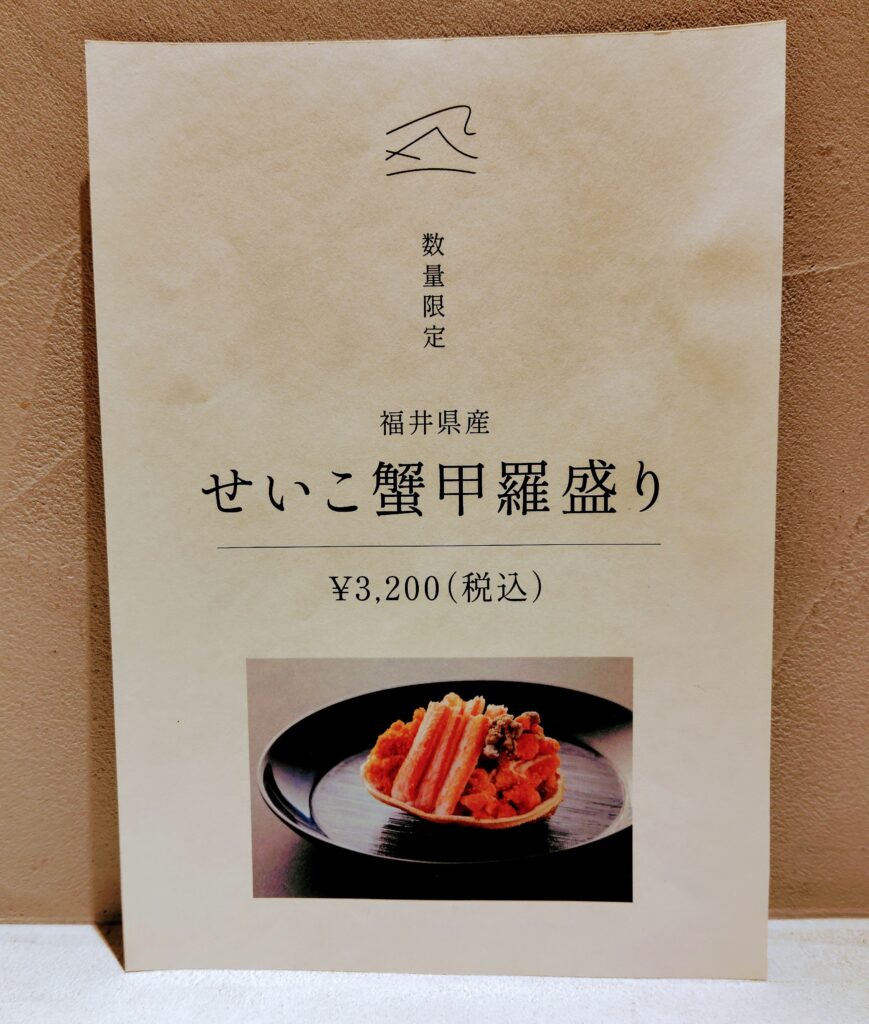 数量限定
福井県産
せいこ蟹甲羅盛り
¥3,200(税込)